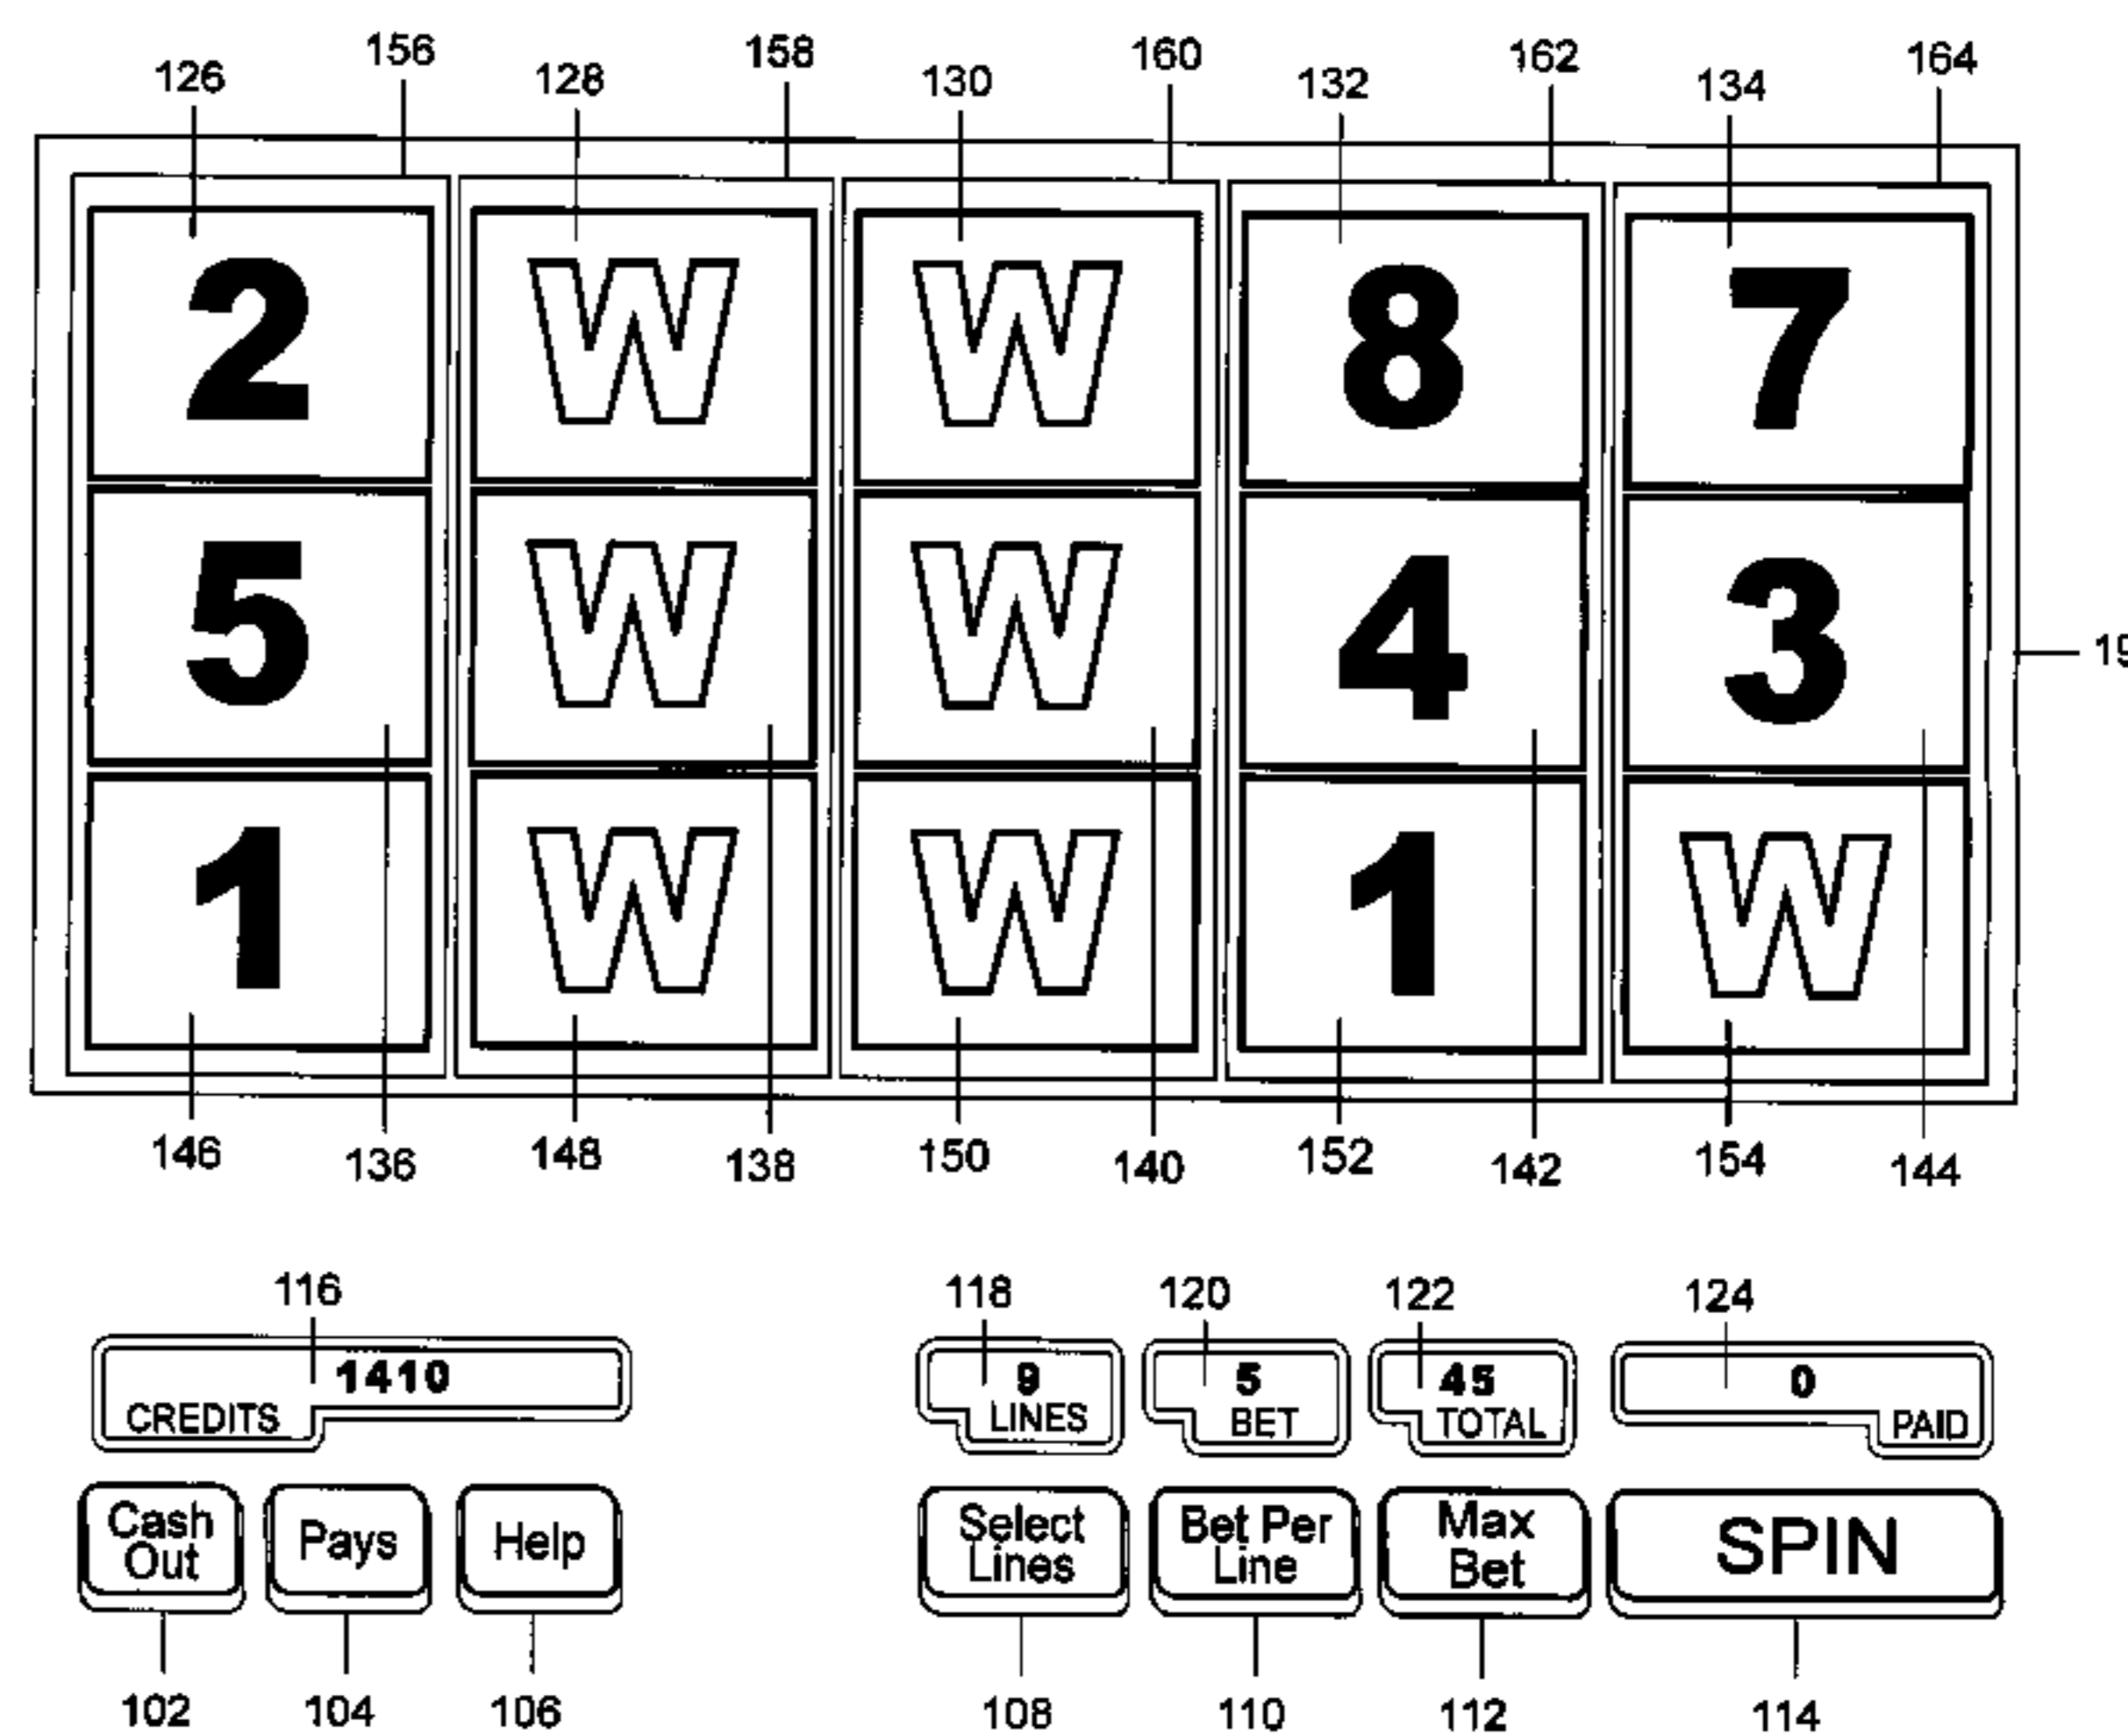 126 156 128 158 130 160 132 162 134 164
2 W W 8 7
5 W W 4 3
1 W W 1 W
146 136 148 138 150 140 152 142 154 144
116 118 120 122 124
1410 9 5 45 0
CREDITS LINES BET TOTAL PAID
Cash Out Pays Help Select Lines Bet Per Line Max Bet SPIN
102 104 106 108 110 112 114